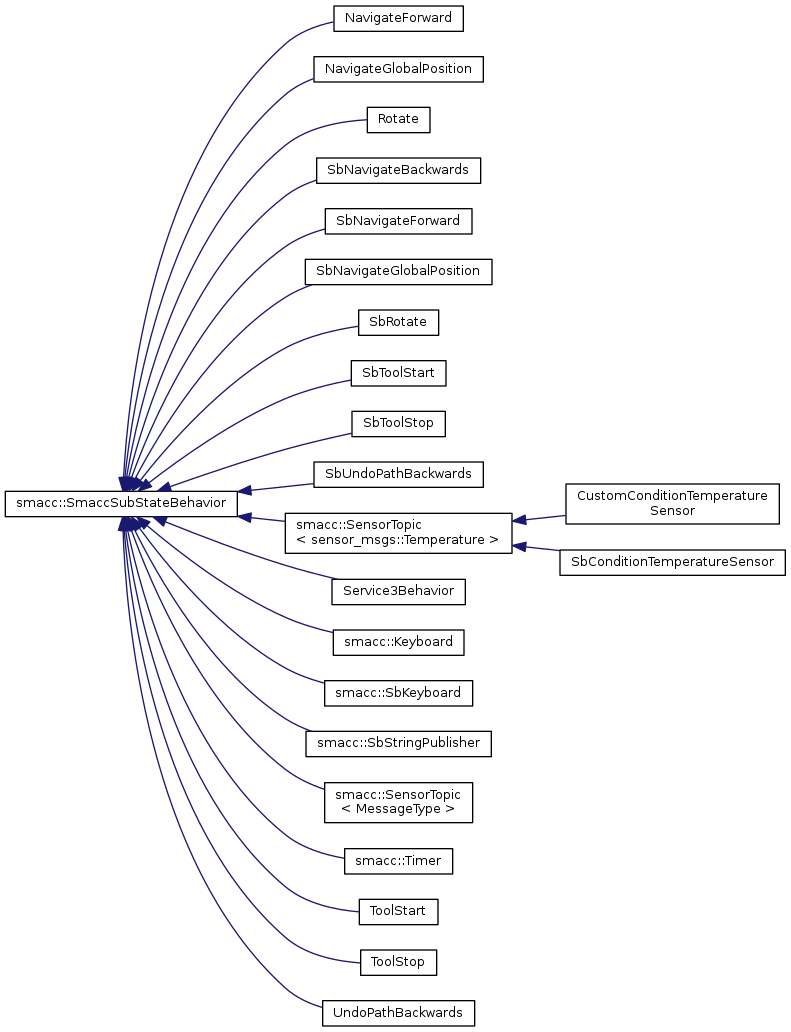 NavigateForward
NavigateGlobalPosition
Rotate
SbNavigateBackwards
SbNavigateForward
SbNavigateGlobalPosition
SbRotate
SbToolStart
SbToolStop
SbUndoPathBackwards
smacc::SmaccSubStateBehavior
smacc::SensorTopic
< sensor_msgs::Temperature >
CustomConditionTemperature
Sensor
SbConditionTemperatureSensor
Service3Behavior
smacc::Keyboard
smacc::SbKeyboard
smacc::SbStringPublisher
smacc::SensorTopic
< MessageType >
smacc::Timer
ToolStart
ToolStop
UndoPathBackwards